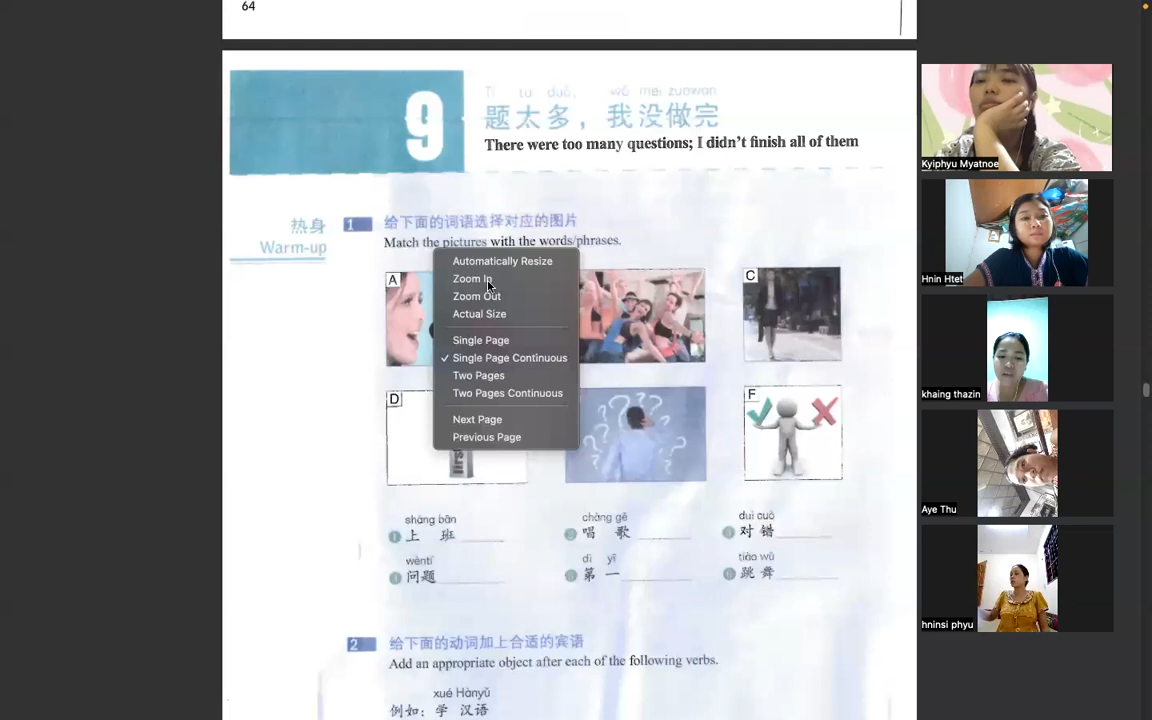 64
9
Tí tài duō, wǒ méi zuòwán
题太多，我没做完
There were too many questions; I didn't finish all of them
热身
Warm-up
1 给下面的词语选择对应的图片
Match the pictures with the words/phrases.
A
C
D
F
Automatically Resize
Zoom In
Zoom Out
Actual Size
Single Page
✓ Single Page Continuous
Two Pages
Two Pages Continuous
Next Page
Previous Page
shàng bān
1 上 班
chàng gē
2 唱 歌
duì cuò
3 对 错
wèntí
4 问题
dì yī
5 第 一
tiào wǔ
6 跳 舞
2 给下面的动词加上合适的宾语
Add an appropriate object after each of the following verbs.
xué Hànyǔ
例如：学 汉语
Kyiphyu Myatnoe
Hnin Htet
khaing thazin
Aye Thu
hninsi phyu